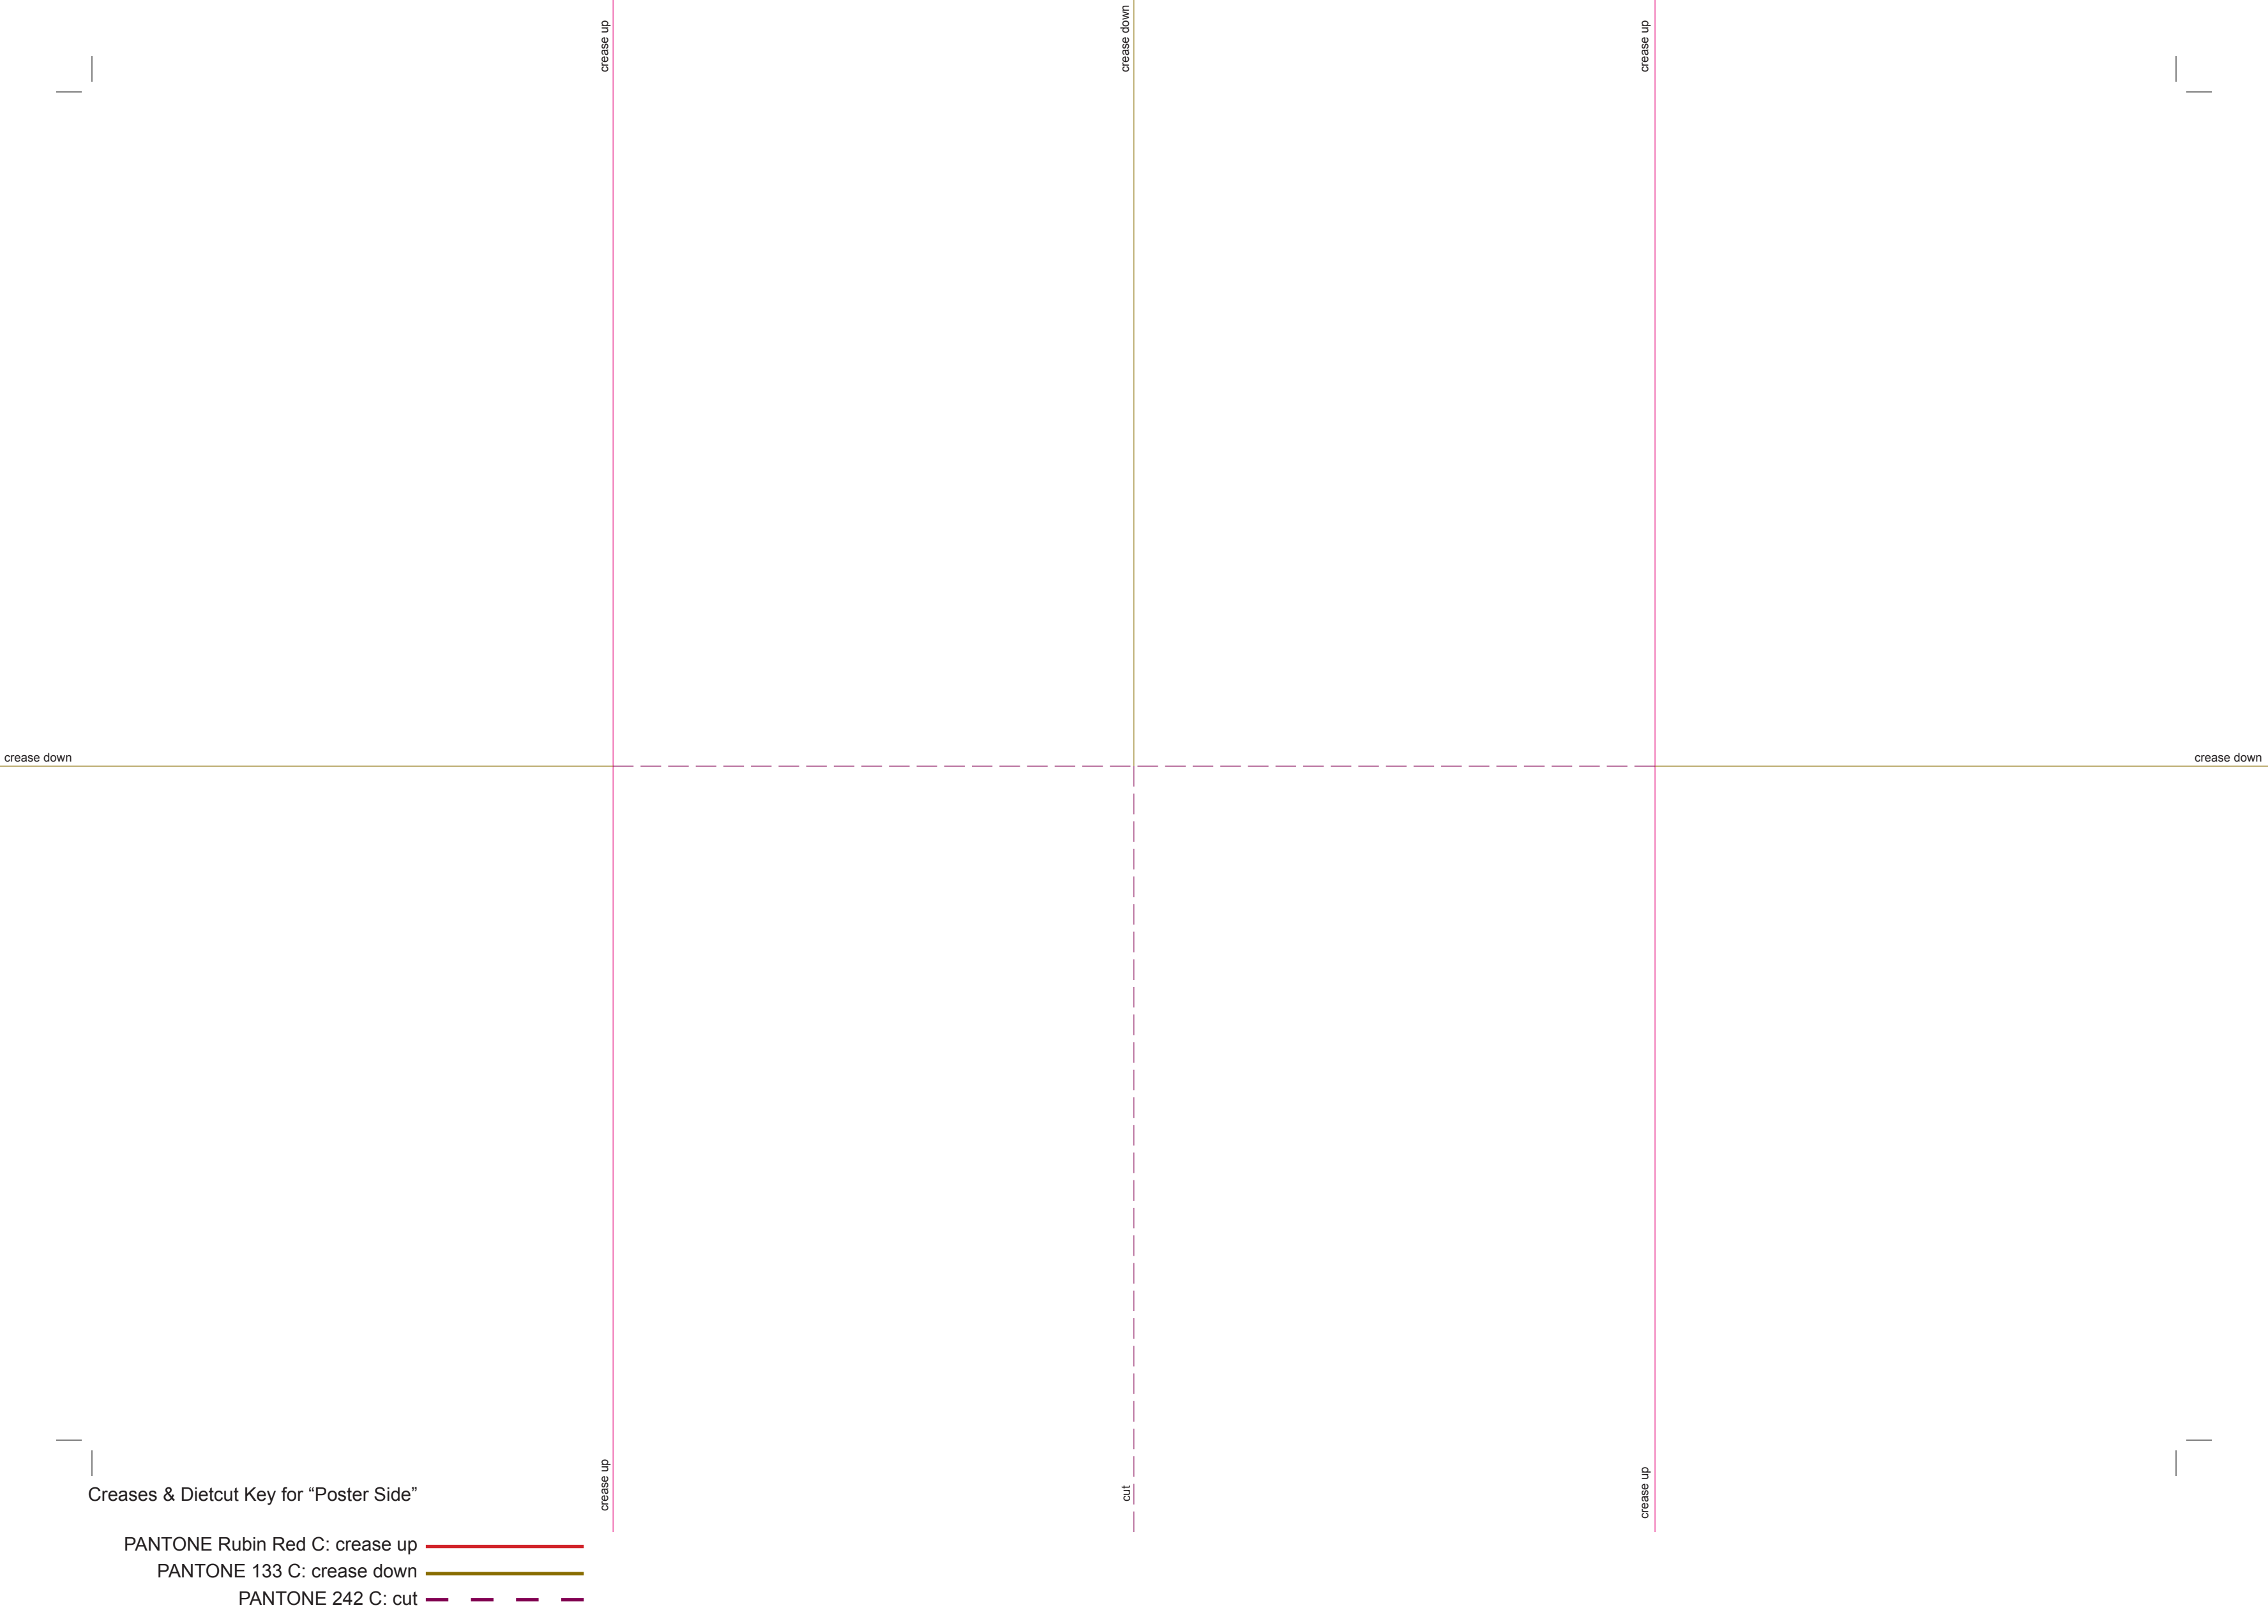 crease up
crease down
crease up
crease down
crease down
crease up
cut
crease up
Creases & Dietcut Key for “Poster Side”
PANTONE Rubin Red C: crease up
PANTONE 133 C: crease down
PANTONE 242 C: cut